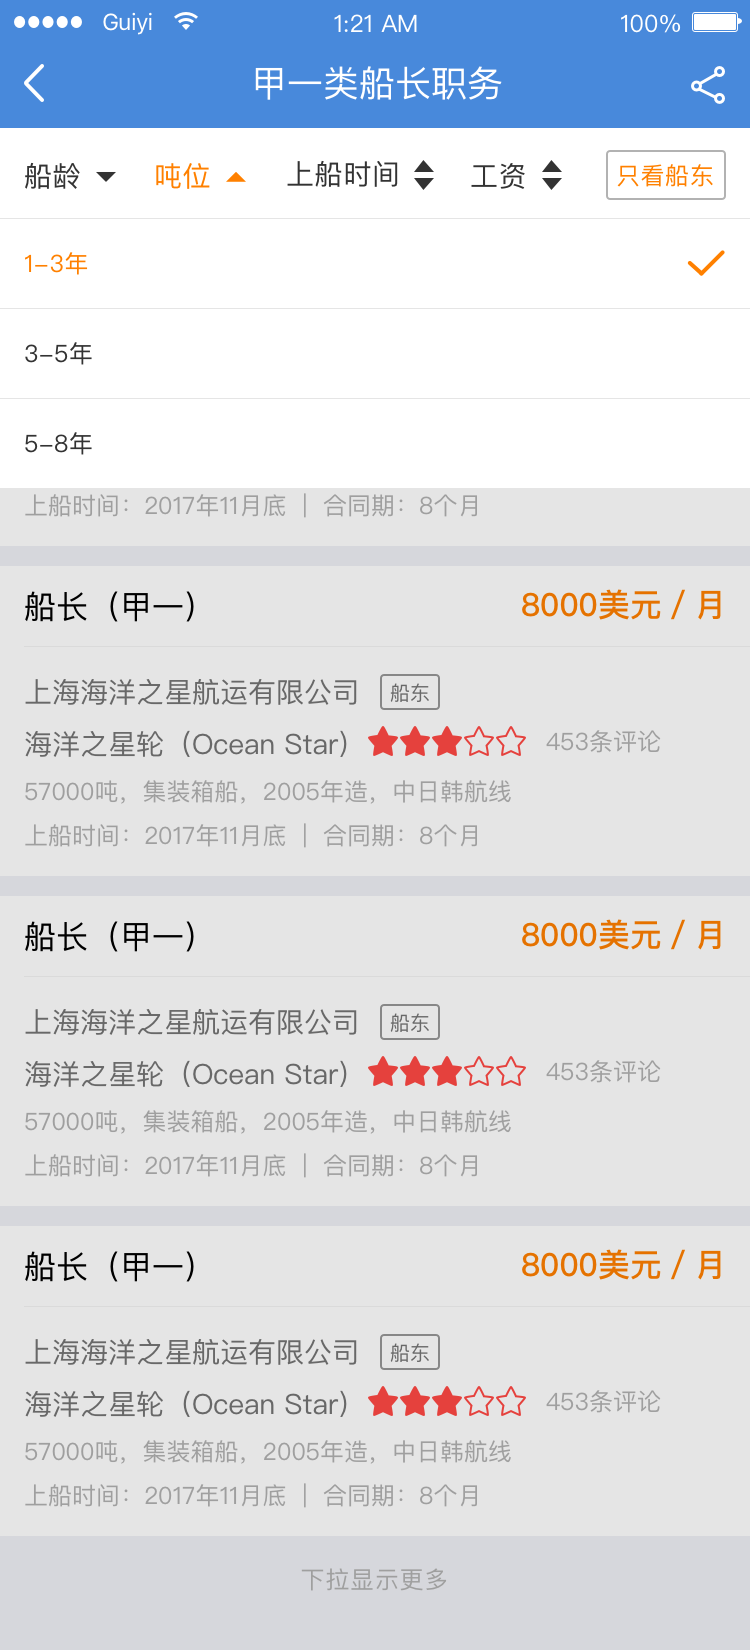 Guiyi 1:21 AM 100%
甲一类船长职务
船龄 吨位 上船时间 工资 只看船东
1–3年
3–5年
5–8年
上船时间：2017年11月底 | 合同期：8个月
船长（甲一） 8000美元 / 月
上海海洋之星航运有限公司 船东
海洋之星轮（Ocean Star） 453条评论
57000吨，集装箱船，2005年造，中日韩航线
上船时间：2017年11月底 | 合同期：8个月
船长（甲一） 8000美元 / 月
上海海洋之星航运有限公司 船东
海洋之星轮（Ocean Star） 453条评论
57000吨，集装箱船，2005年造，中日韩航线
上船时间：2017年11月底 | 合同期：8个月
船长（甲一） 8000美元 / 月
上海海洋之星航运有限公司 船东
海洋之星轮（Ocean Star） 453条评论
57000吨，集装箱船，2005年造，中日韩航线
上船时间：2017年11月底 | 合同期：8个月
下拉显示更多